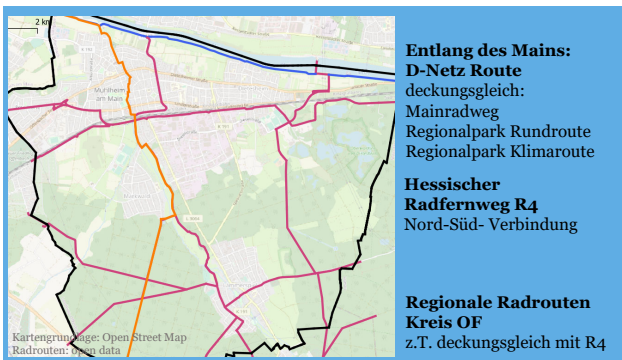 2 km
Mühlheim
am Main
Entlang des Mains:
D-Netz Route
deckungsgleich:
Mainradweg
Regionalpark Rundroute
Regionalpark Klimaroute
Hessischer
Radfernweg R4
Nord-Süd- Verbindung
Regionale Radrouten
Kreis OF
z.T. deckungsgleich mit R4
Kartengrundlage: Open Street Map
Radrouten: open data